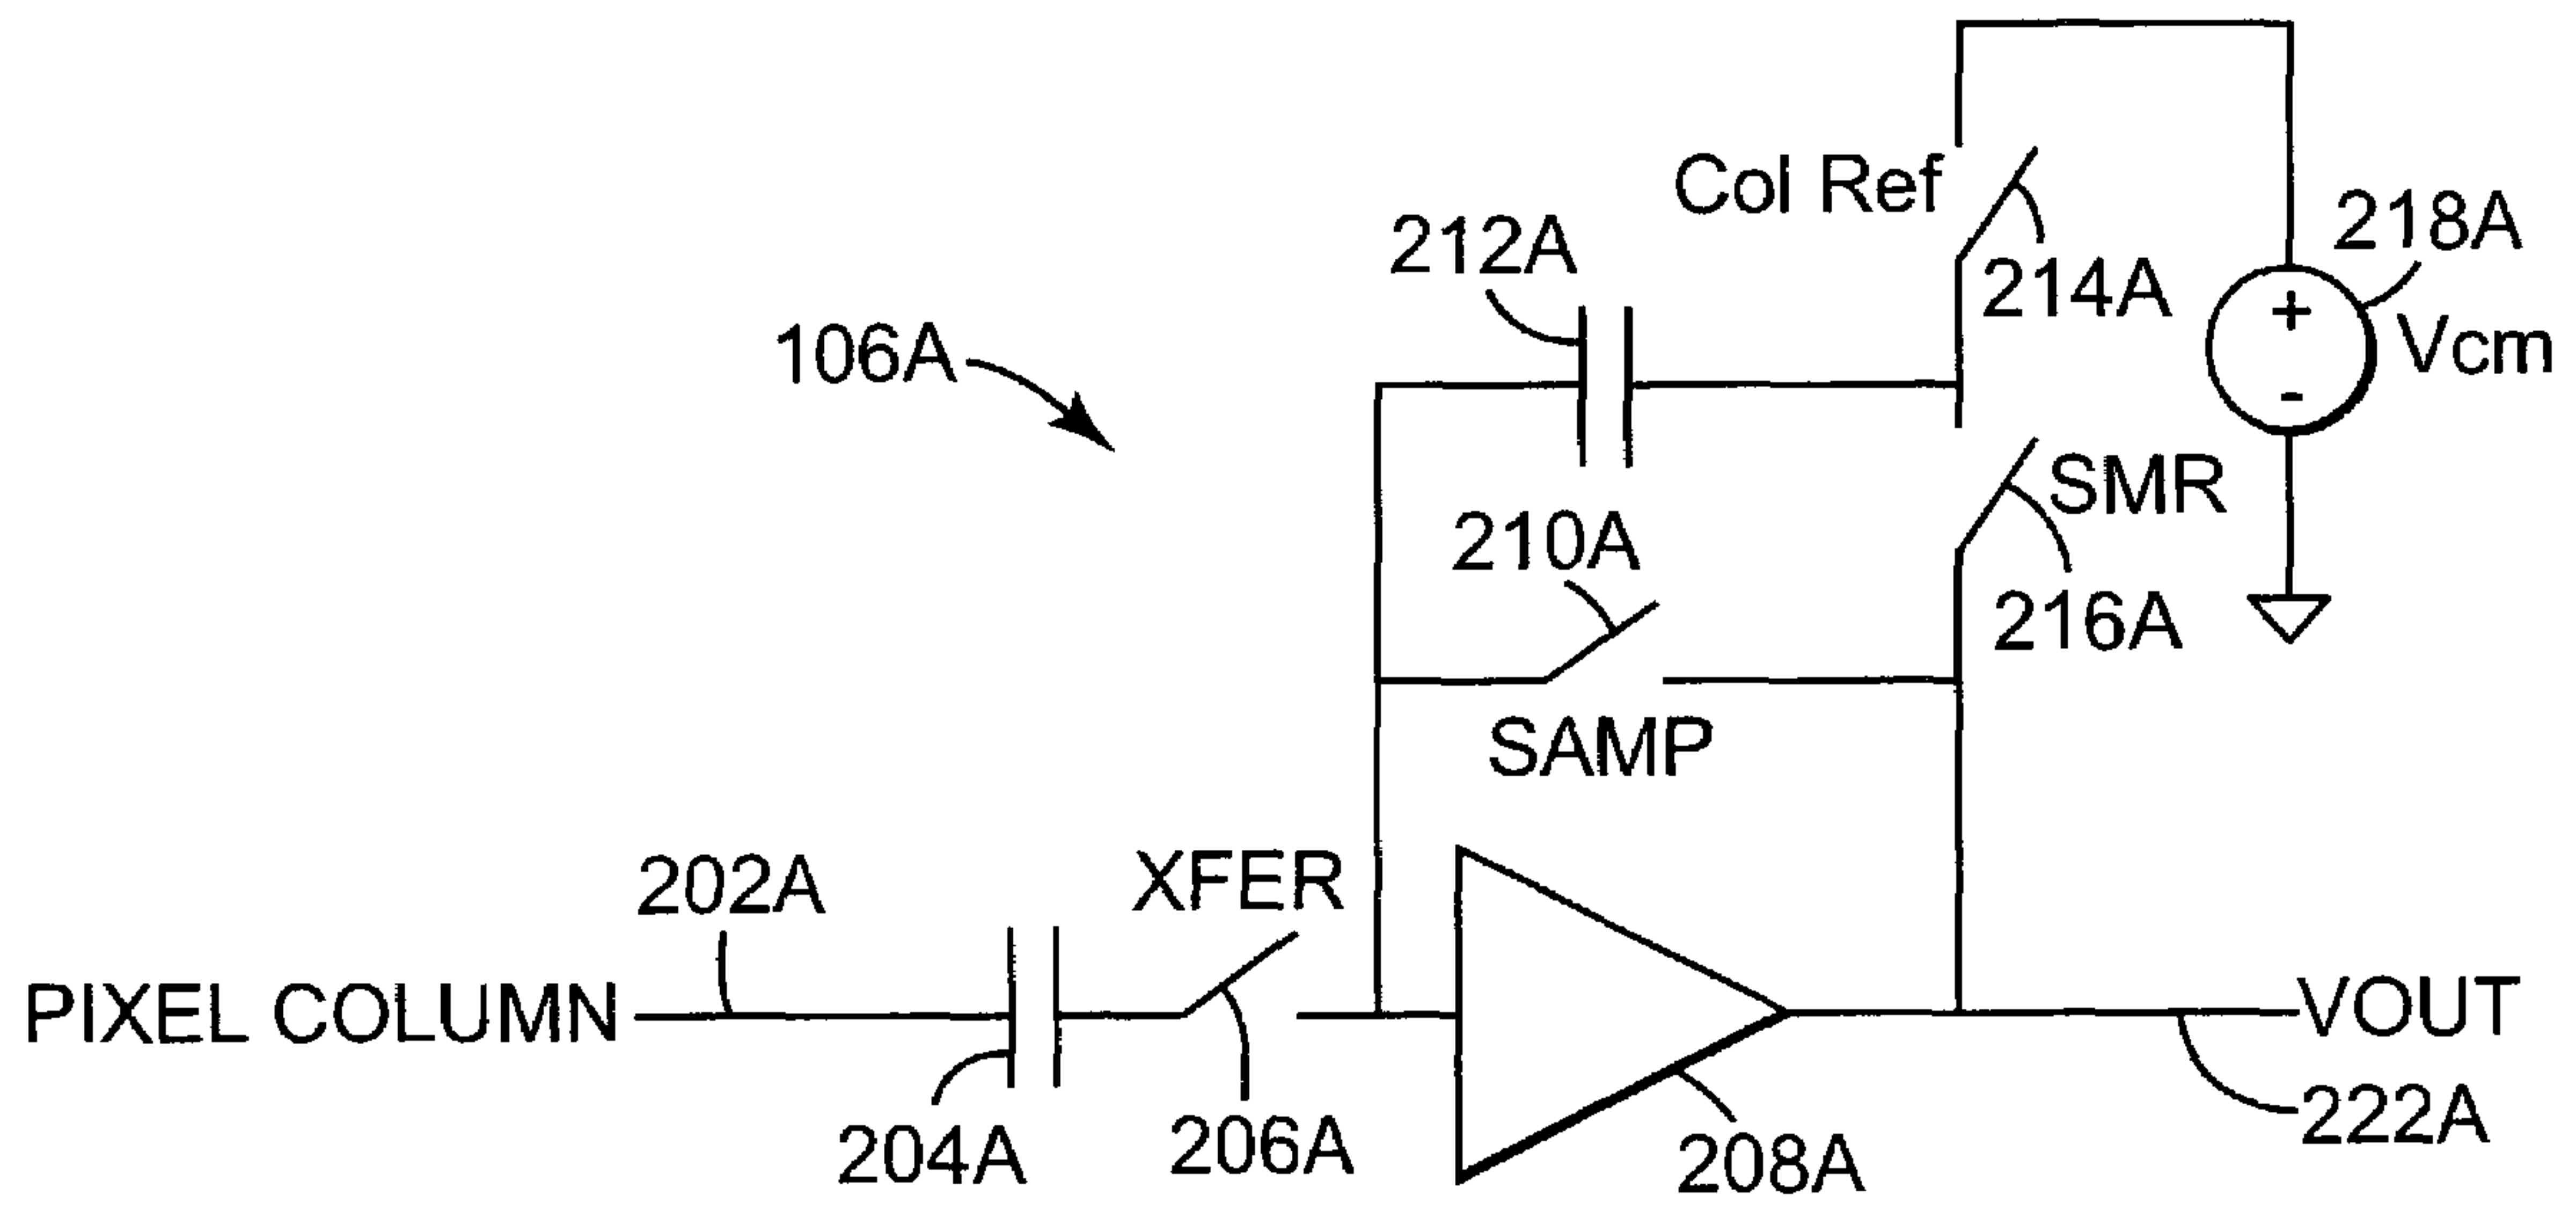 Col Ref
218A
212A
214A
+
Vcm
106A
-
SMR
210A
216A
SAMP
XFER
202A
PIXEL COLUMN
VOUT
204A
206A
208A
222A